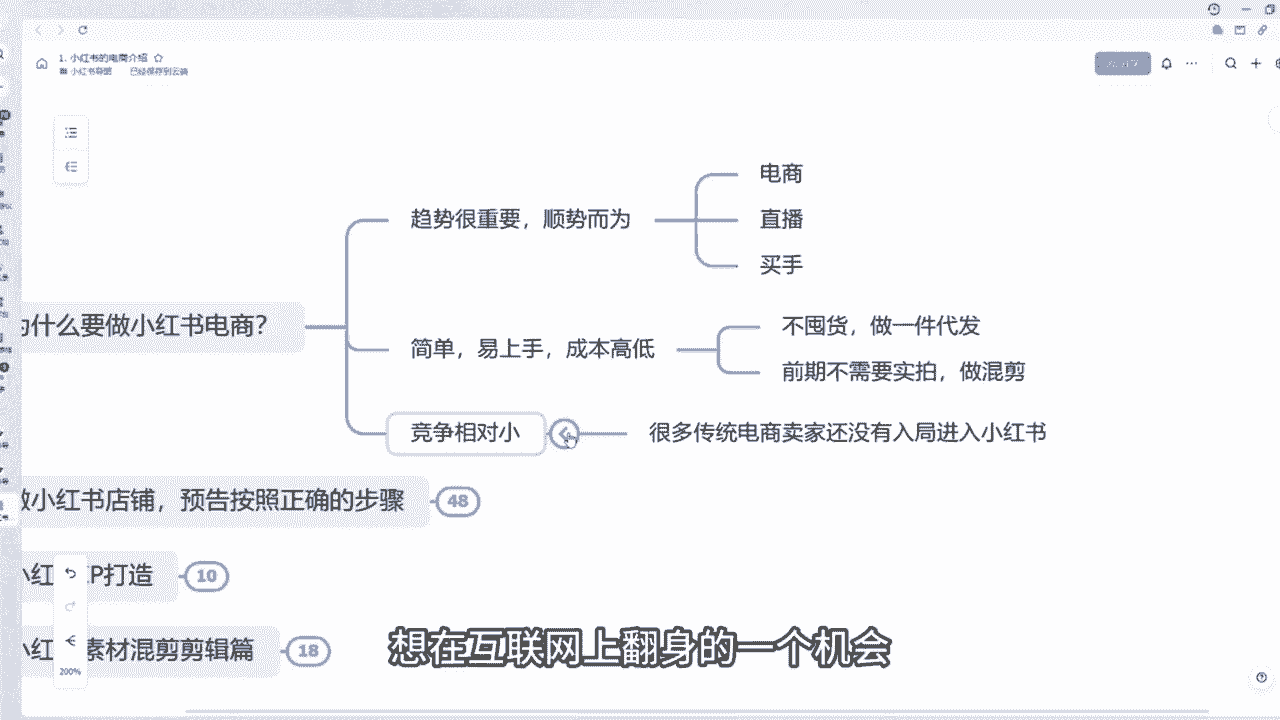 1. 小红书的电商介绍
小红书导盟 已经保存到云端
电商
趋势很重要，顺势而为
直播
买手
为什么要做小红书电商？
不囤货，做一件代发
简单，易上手，成本高低
前期不需要实拍，做混剪
竞争相对小
很多传统电商卖家还没有入局进入小红书
做小红书店铺，预告按照正确的步骤
48
小红 P打造
10
小红 素材混剪剪辑篇
18
想在互联网上翻身的一个机会
200%